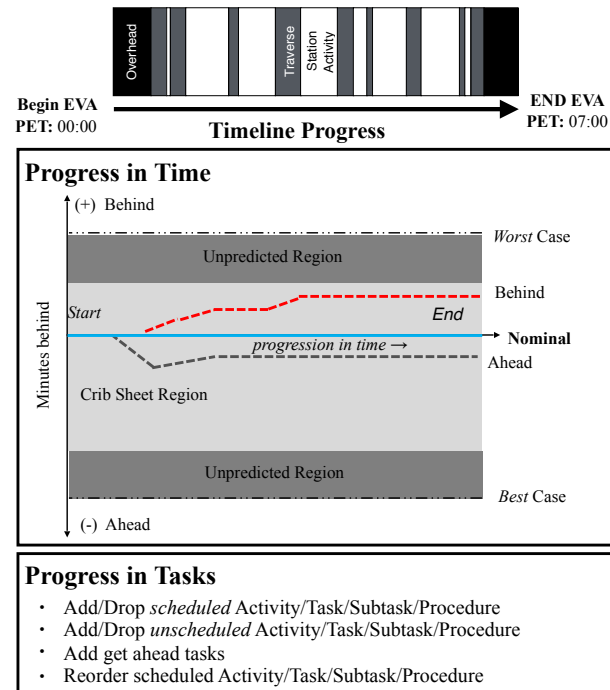 Overhead
Traverse
Station
Activity
Begin EVA
PET: 00:00
Timeline Progress
END EVA
PET: 07:00
Progress in Time
(+) Behind
Worst Case
Unpredicted Region
Behind
Start
End
Nominal
progression in time →
Ahead
Minutes behind
Crib Sheet Region
Unpredicted Region
Best Case
(-) Ahead
Progress in Tasks
· Add/Drop scheduled Activity/Task/Subtask/Procedure
· Add/Drop unscheduled Activity/Task/Subtask/Procedure
· Add get ahead tasks
· Reorder scheduled Activity/Task/Subtask/Procedure